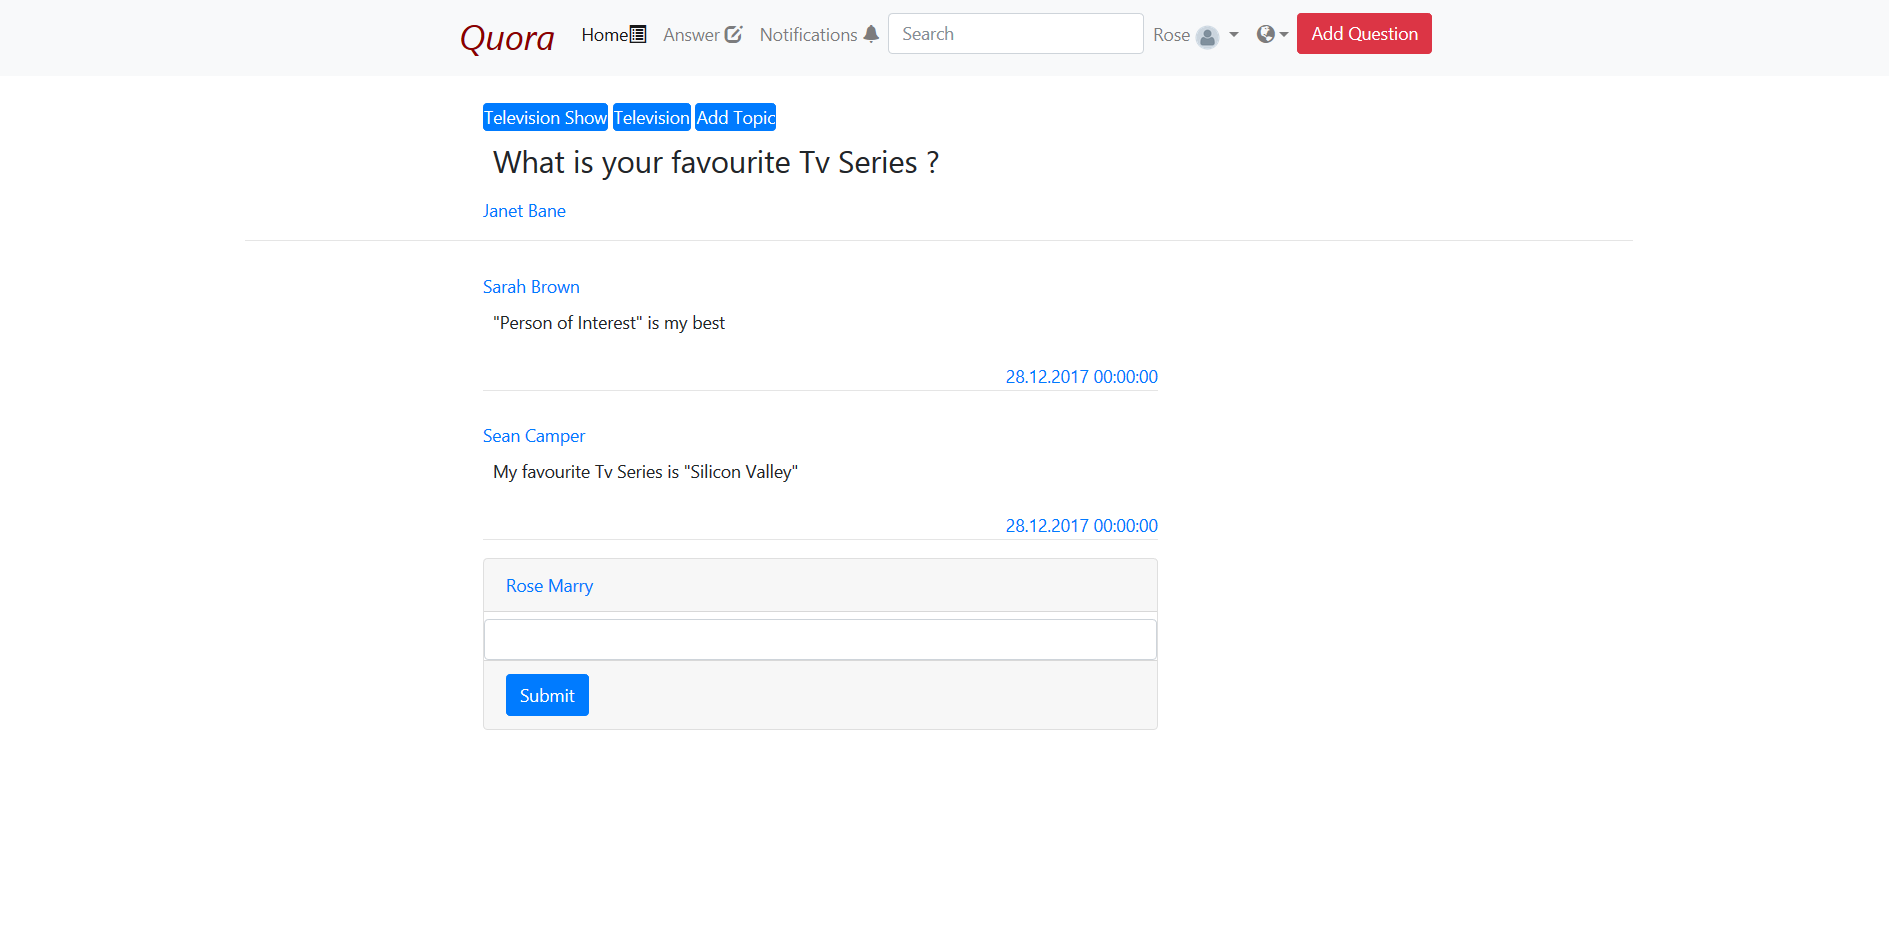 Quora Home Answer Notifications Search Rose Add Question
Television Show Television Add Topic
What is your favourite Tv Series ?
Janet Bane
Sarah Brown
"Person of Interest" is my best
28.12.2017 00:00:00
Sean Camper
My favourite Tv Series is "Silicon Valley"
28.12.2017 00:00:00
Rose Marry
Submit